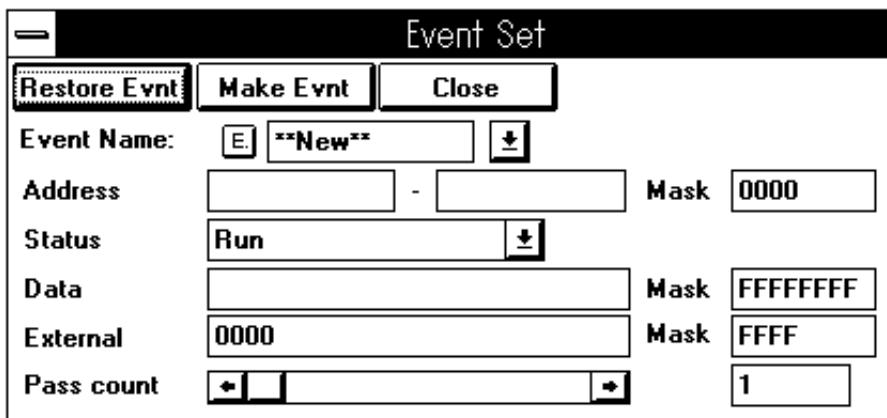 Event Set
Restore Evnt Make Evnt Close
Event Name: E. **New**
Address - Mask 0000
Status Run
Data Mask FFFFFFFF
External 0000 Mask FFFF
Pass count 1